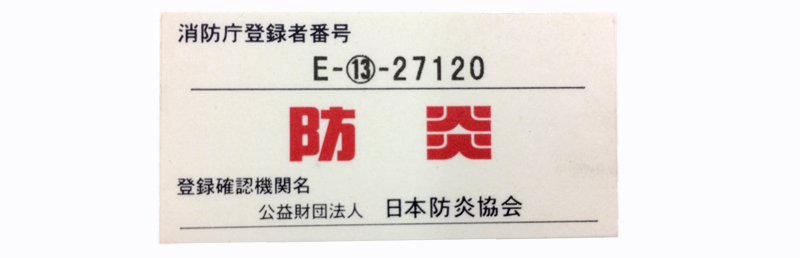 消防庁登録者番号
E-⑬-27120
防炎
登録確認機関名
公益財団法人 日本防炎協会